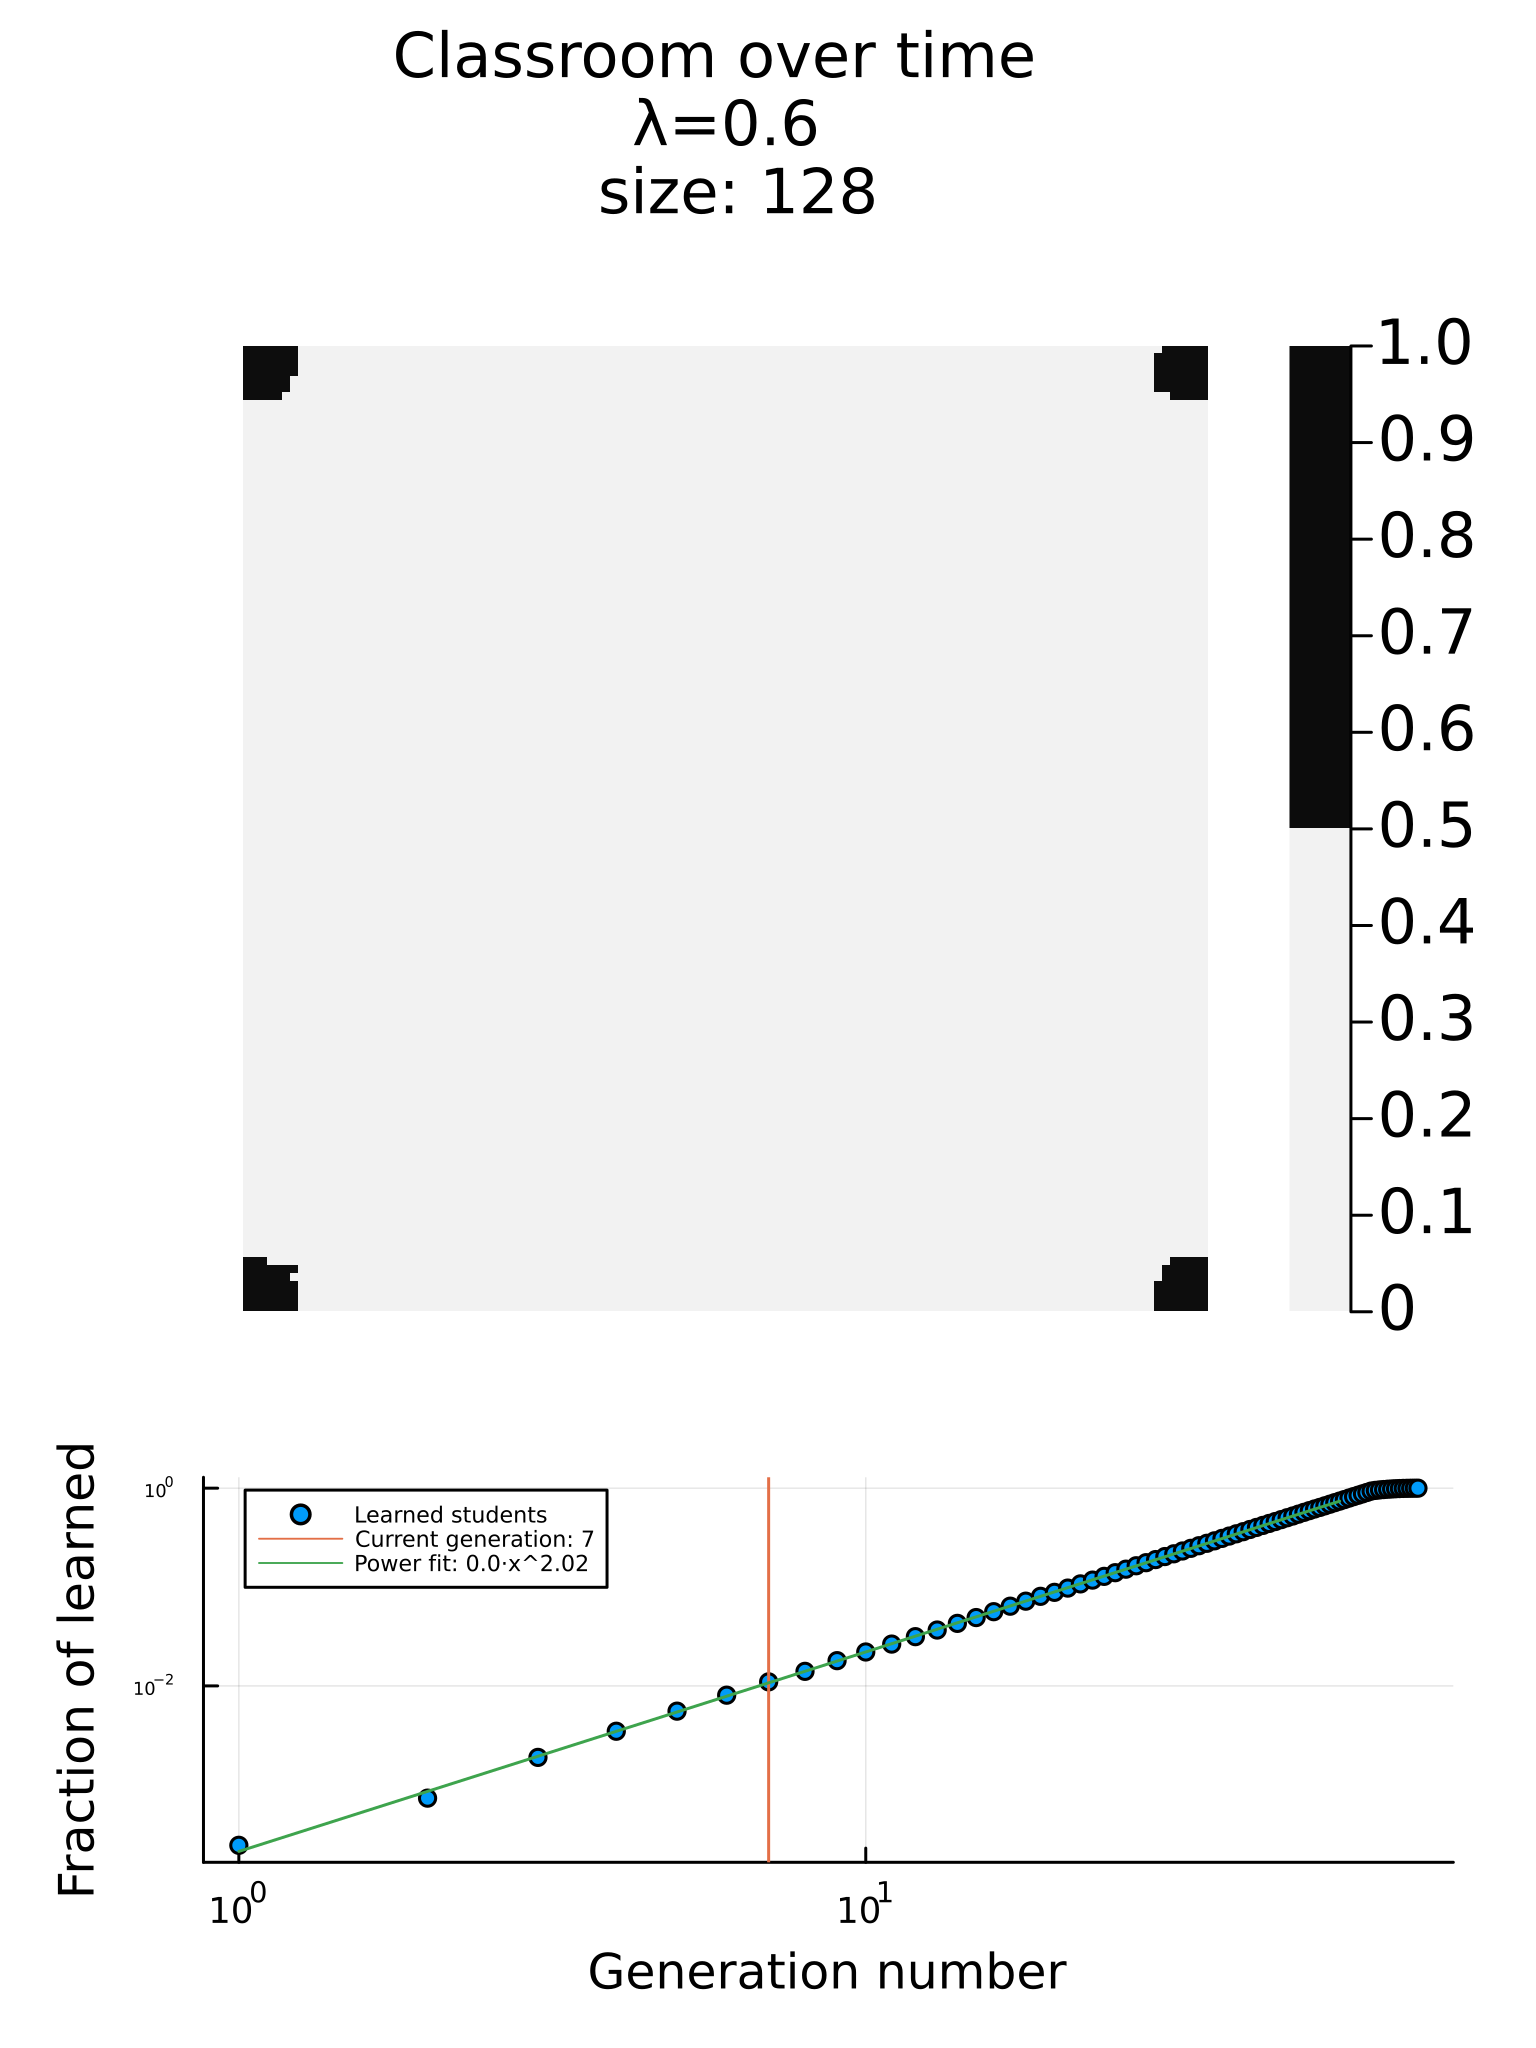 Classroom over time
λ=0.6
size: 128
1.0
0.9
0.8
0.7
0.6
0.5
0.4
0.3
0.2
0.1
0
Fraction of learned
10⁰
10⁻²
Learned students
Current generation: 7
Power fit: 0.0·x^2.02
10⁰
10¹
Generation number